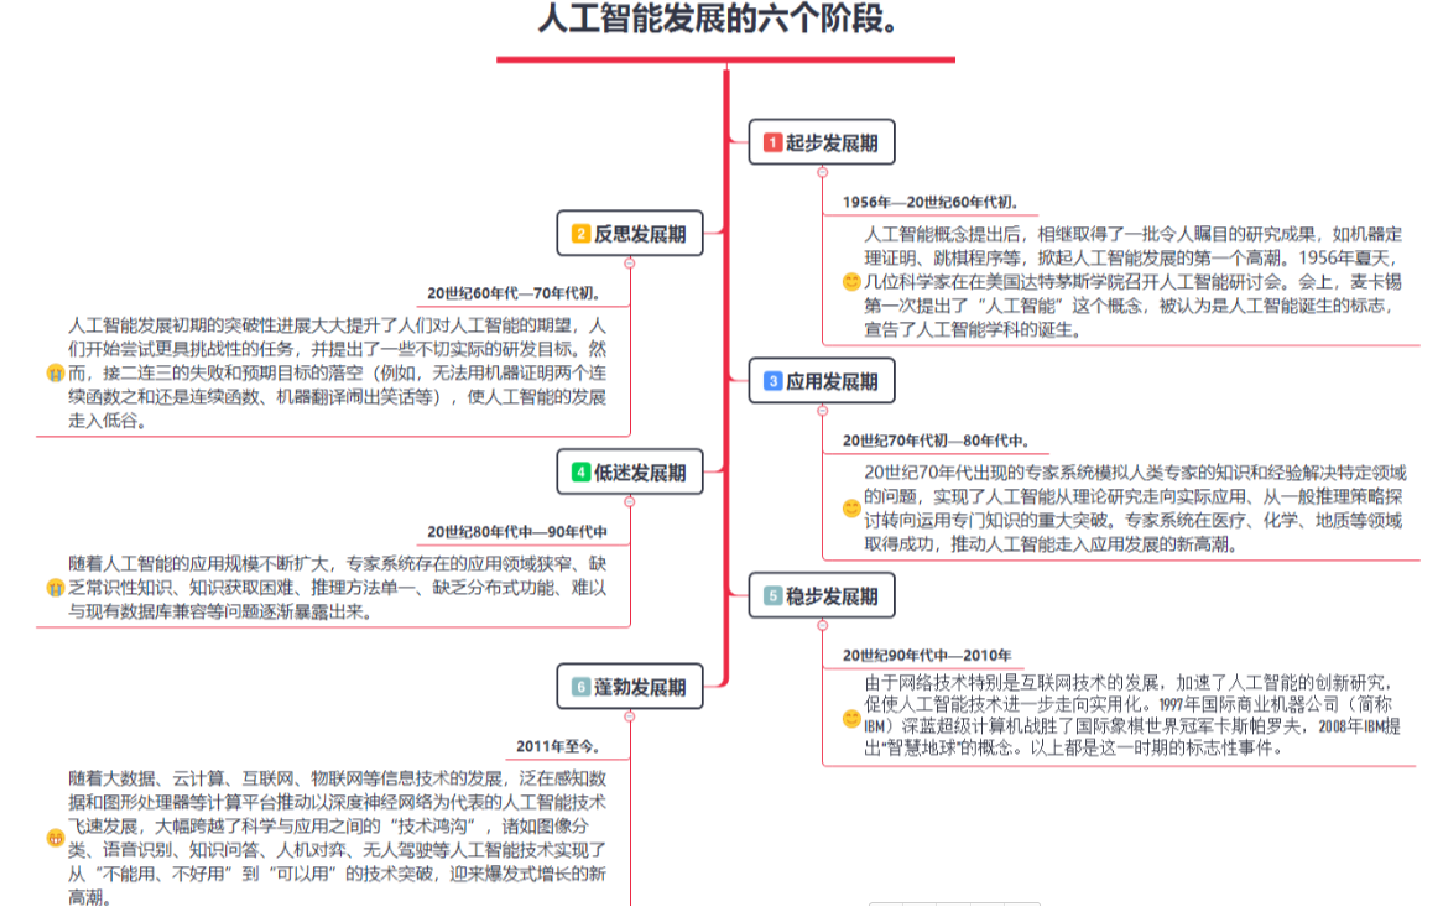 人工智能发展的六个阶段。
1 起步发展期
1956年—20世纪60年代初。
人工智能概念提出后，相继取得了一批令人瞩目的研究成果，如机器定
理证明、跳棋程序等，掀起人工智能发展的第一个高潮。1956年夏天，
几位科学家在在美国达特茅斯学院召开人工智能研讨会。会上，麦卡锡
第一次提出了“人工智能”这个概念，被认为是人工智能诞生的标志，
宣告了人工智能学科的诞生。
2 反思发展期
20世纪60年代—70年代初。
人工智能发展初期的突破性进展大大提升了人们对人工智能的期望，人
们开始尝试更具挑战性的任务，并提出了一些不切实际的研发目标。然
而，接二连三的失败和预期目标的落空（例如，无法用机器证明两个连
续函数之和还是连续函数、机器翻译闹出笑话等），使人工智能的发展
走入低谷。
3 应用发展期
20世纪70年代初—80年代中。
20世纪70年代出现的专家系统模拟人类专家的知识和经验解决特定领域
的问题，实现了人工智能从理论研究走向实际应用、从一般推理策略探
讨转向运用专门知识的重大突破。专家系统在医疗、化学、地质等领域
取得成功，推动人工智能走入应用发展的新高潮。
4 低迷发展期
20世纪80年代中—90年代中
随着人工智能的应用规模不断扩大，专家系统存在的应用领域狭窄、缺
乏常识性知识、知识获取困难、推理方法单一、缺乏分布式功能、难以
与现有数据库兼容等问题逐渐暴露出来。
5 稳步发展期
20世纪90年代中—2010年
由于网络技术特别是互联网技术的发展，加速了人工智能的创新研究，
促使人工智能技术进一步走向实用化。1997年国际商业机器公司（简称
IBM）深蓝超级计算机战胜了国际象棋世界冠军卡斯帕罗夫，2008年IBM提
出“智慧地球”的概念。以上都是这一时期的标志性事件。
6 蓬勃发展期
2011年至今。
随着大数据、云计算、互联网、物联网等信息技术的发展，泛在感知数
据和图形处理器等计算平台推动以深度神经网络为代表的人工智能技术
飞速发展，大幅跨越了科学与应用之间的“技术鸿沟”，诸如图像分
类、语音识别、知识问答、人机对弈、无人驾驶等人工智能技术实现了
从“不能用、不好用”到“可以用”的技术突破，迎来爆发式增长的新
高潮。